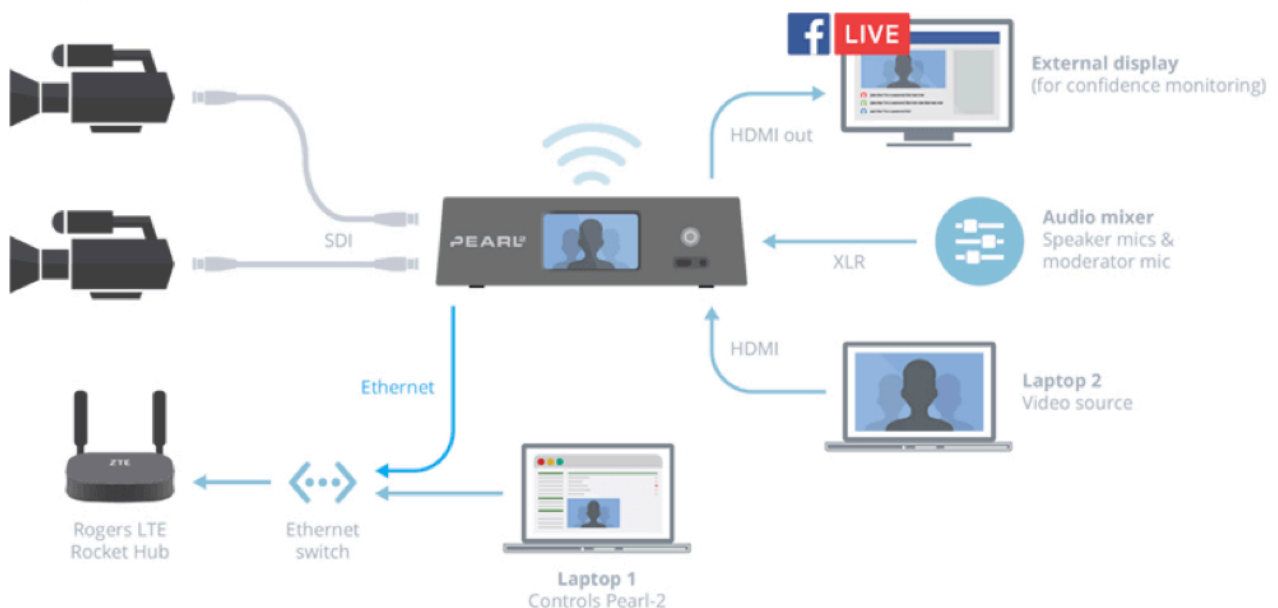 f LIVE
External display
(for confidence monitoring)
HDMI out
PEARL2
SDI
Audio mixer
Speaker mics &
moderator mic
XLR
HDMI
Ethernet
Laptop 2
Video source
ZTE
Rogers LTE
Rocket Hub
Ethernet
switch
Laptop 1
Controls Pearl-2